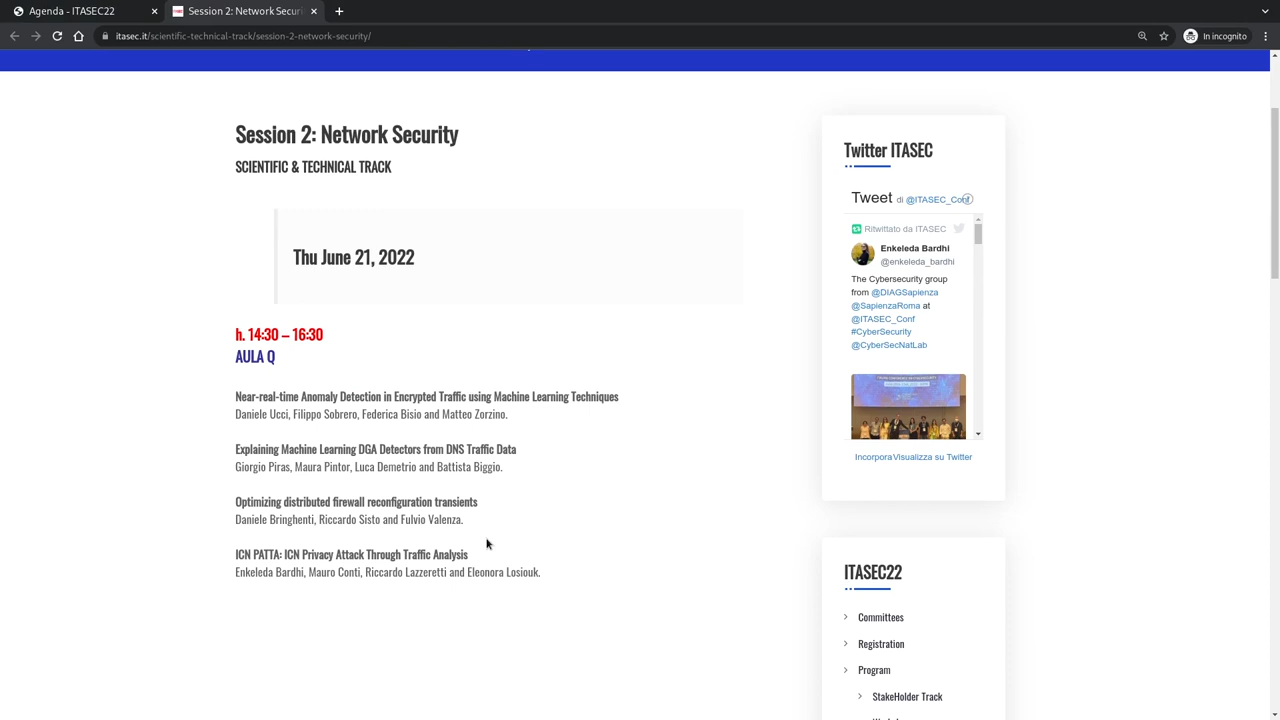 Agenda - ITASEC22
Session 2: Network Securi
itasec.it/scientific-technical-track/session-2-network-security/
In incognito
Session 2: Network Security
SCIENTIFIC & TECHNICAL TRACK
Thu June 21, 2022
h. 14:30 – 16:30
AULA Q
Near-real-time Anomaly Detection in Encrypted Traffic using Machine Learning Techniques
Daniele Ucci, Filippo Sobrero, Federica Bisio and Matteo Zorzino.
Explaining Machine Learning DGA Detectors from DNS Traffic Data
Giorgio Piras, Maura Pintor, Luca Demetrio and Battista Biggio.
Optimizing distributed firewall reconfiguration transients
Daniele Bringhenti, Riccardo Sisto and Fulvio Valenza.
ICN PATTA: ICN Privacy Attack Through Traffic Analysis
Enkeleda Bardhi, Mauro Conti, Riccardo Lazzeretti and Eleonora Losiouk.
Twitter ITASEC
Tweet di @ITASEC_Conf
Ritwittato da ITASEC
Enkeleda Bardhi
@enkeleda_bardhi
The Cybersecurity group
from @DIAGSapienza
@SapienzaRoma at
@ITASEC_Conf
#CyberSecurity
@CyberSecNatLab
Incorpora Visualizza su Twitter
ITASEC22
Committees
Registration
Program
StakeHolder Track